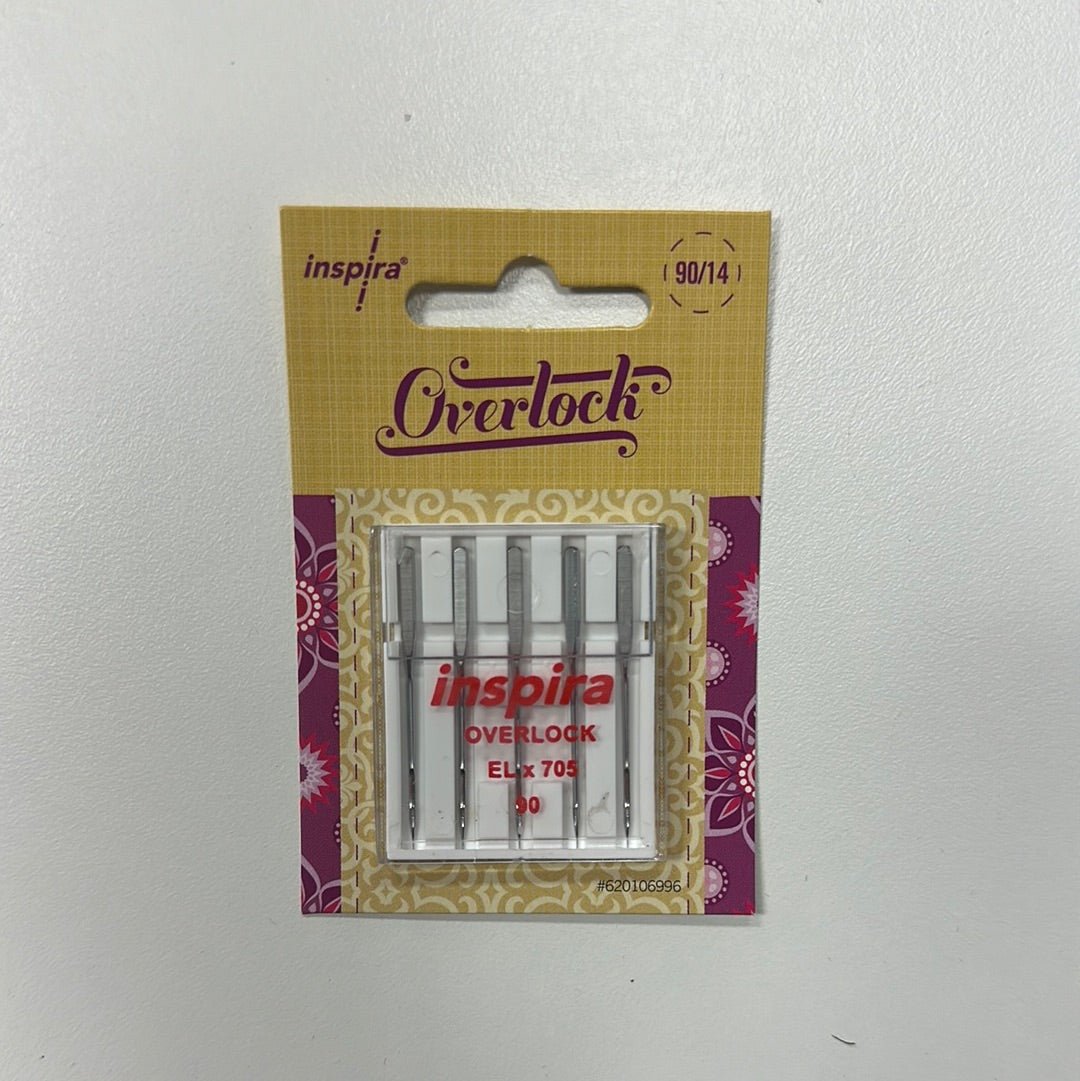 inspira®
90/14
Overlock
inspira
OVERLOCK
EL x 705
90
#620106996